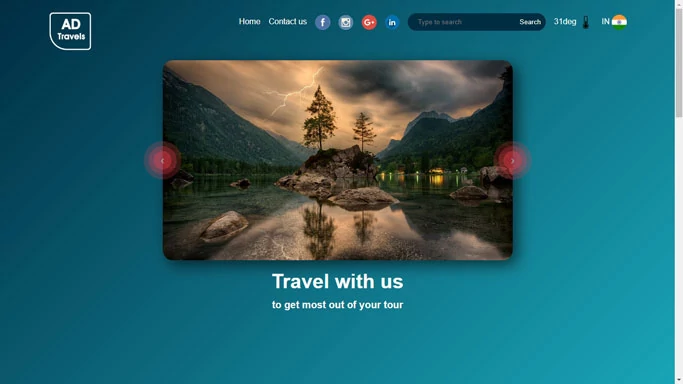 AD
Travels
Home
Contact us
f
G+
in
Type to search
Search
31deg
IN
‹
›
Travel with us
to get most out of your tour